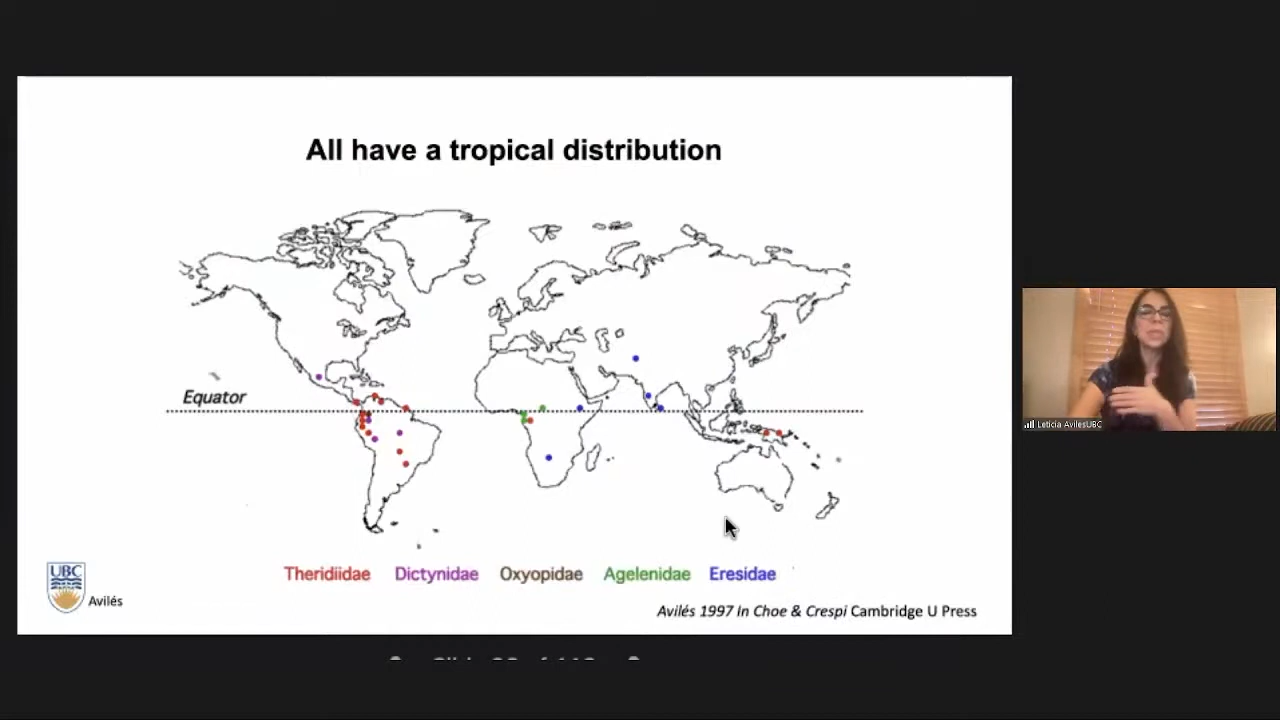 All have a tropical distribution
Equator
Leticia AvilesUBC
Theridiidae Dictynidae Oxyopidae Agelenidae Eresidae
UBC
Avilés
Avilés 1997 In Choe & Crespi Cambridge U Press